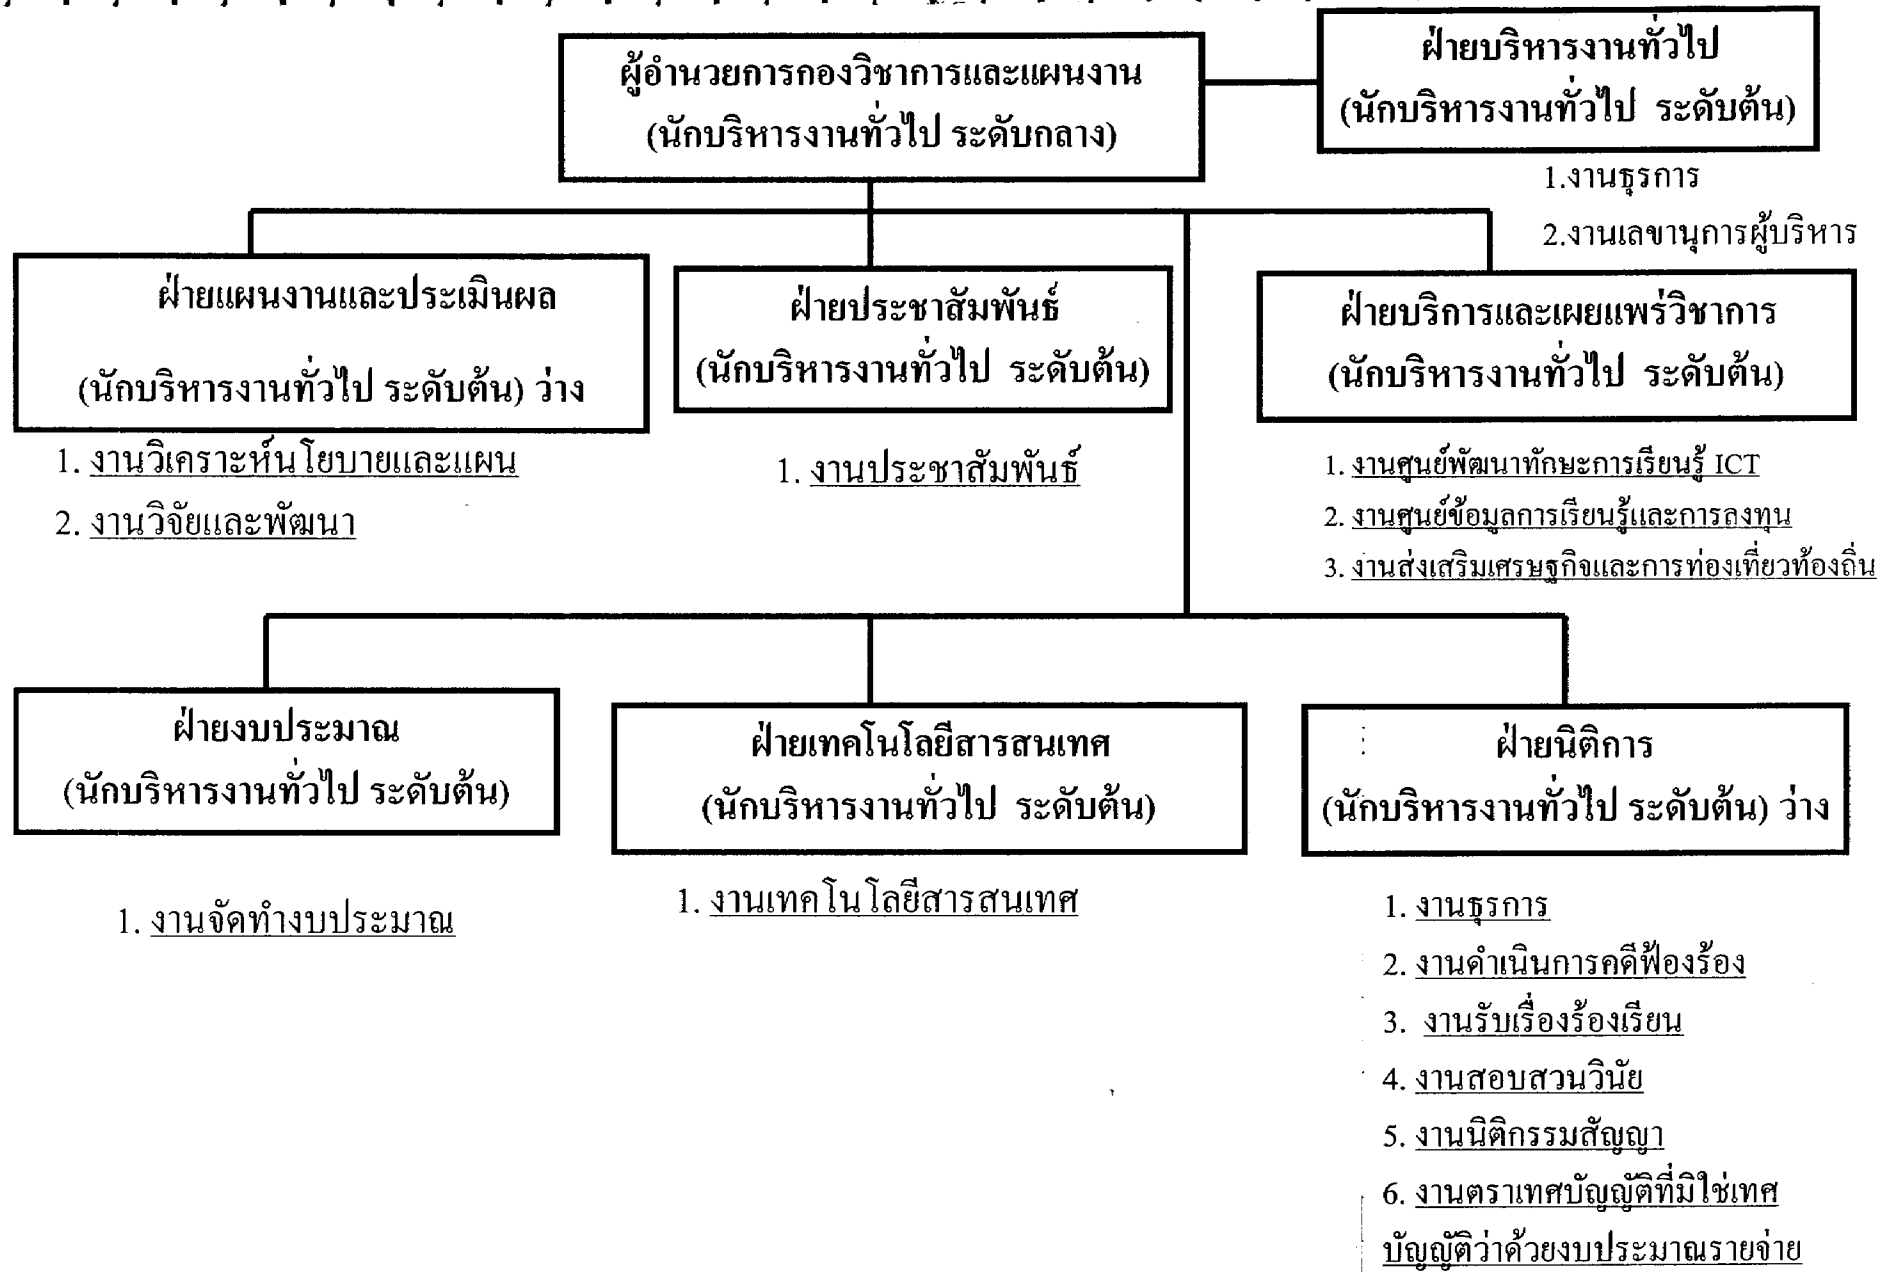 ผู้อำนวยการกองวิชาการและแผนงาน
(นักบริหารงานทั่วไป ระดับกลาง)
ฝ่ายบริหารงานทั่วไป
(นักบริหารงานทั่วไป ระดับต้น)
1.งานธุรการ
2.งานเลขานุการผู้บริหาร
ฝ่ายแผนงานและประเมินผล
(นักบริหารงานทั่วไป ระดับต้น) ว่าง
1. งานวิเคราะห์นโยบายและแผน
2. งานวิจัยและพัฒนา
ฝ่ายประชาสัมพันธ์
(นักบริหารงานทั่วไป ระดับต้น)
1. งานประชาสัมพันธ์
ฝ่ายบริการและเผยแพร่วิชาการ
(นักบริหารงานทั่วไป ระดับต้น)
1. งานศูนย์พัฒนาทักษะการเรียนรู้ ICT
2. งานศูนย์ข้อมูลการเรียนรู้และการลงทุน
3. งานส่งเสริมเศรษฐกิจและการท่องเที่ยวท้องถิ่น
ฝ่ายงบประมาณ
(นักบริหารงานทั่วไป ระดับต้น)
1. งานจัดทำงบประมาณ
ฝ่ายเทคโนโลยีสารสนเทศ
(นักบริหารงานทั่วไป ระดับต้น)
1. งานเทคโนโลยีสารสนเทศ
ฝ่ายนิติการ
(นักบริหารงานทั่วไป ระดับต้น) ว่าง
1. งานธุรการ
2. งานดำเนินการคดีฟ้องร้อง
3. งานรับเรื่องร้องเรียน
4. งานสอบสวนวินัย
5. งานนิติกรรมสัญญา
6. งานตราเทศบัญญัติที่มิใช่เทศ
บัญญัติว่าด้วยงบประมาณรายจ่าย